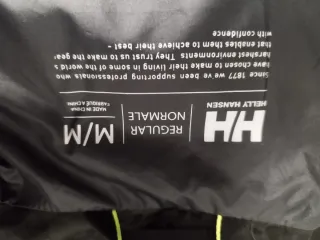 HH
HELLY HANSEN
REGULAR
NORMALE
M/M
MADE IN CHINA
FABRIQUÉ À CHINE
Since 1877 we've been supporting professionals who
have chosen to make their living in some of the world's
harshest environments. They trust us to make the gear
that enables them to achieve their best -
with confidence